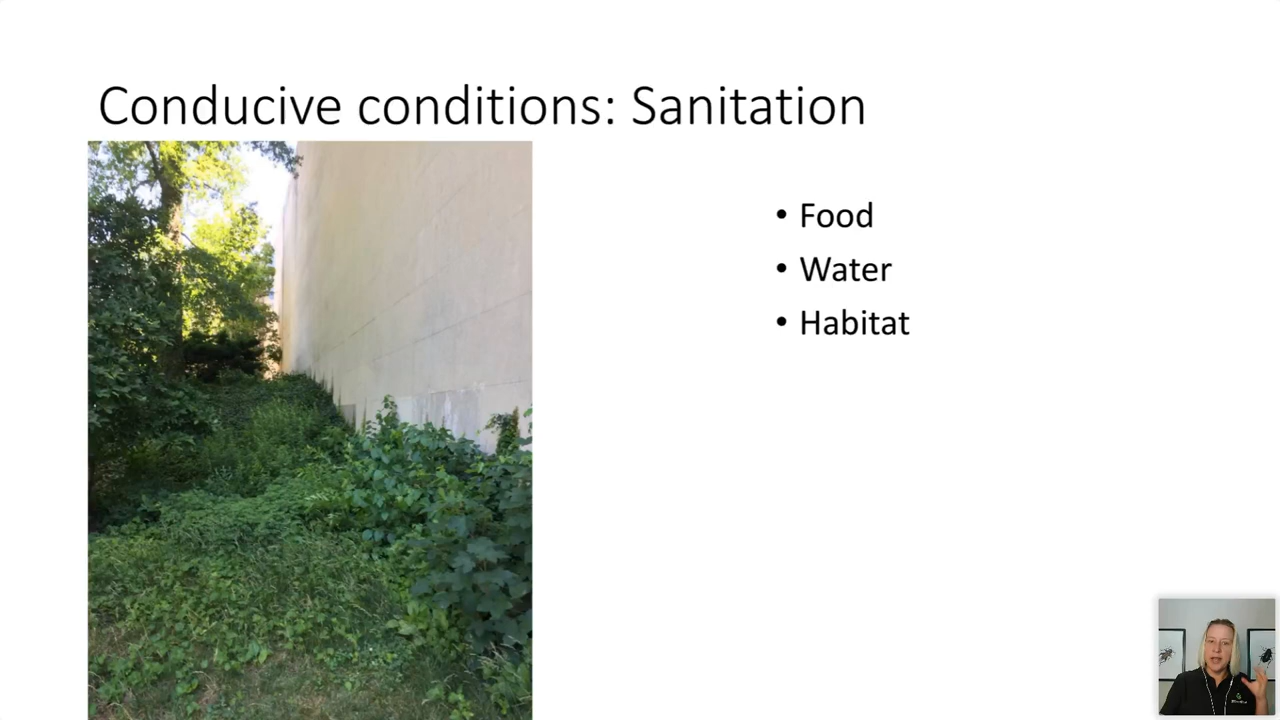 Conducive conditions: Sanitation
• Food
• Water
• Habitat